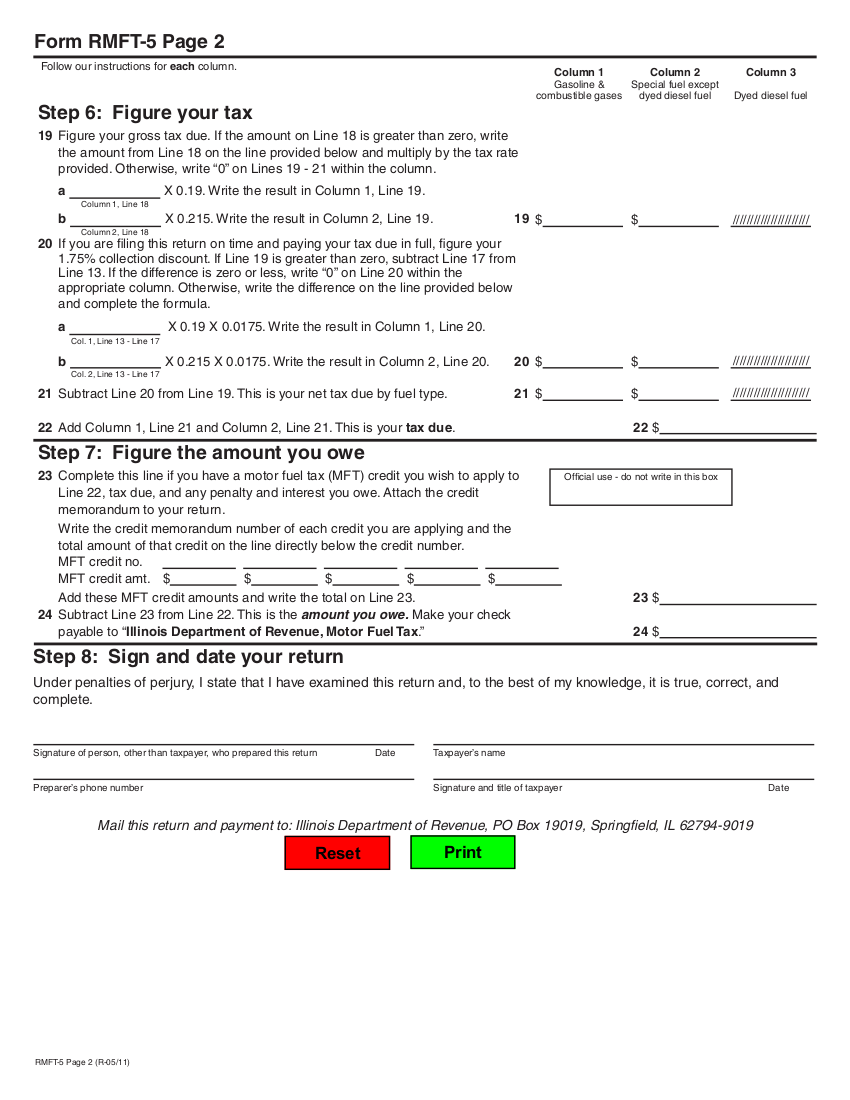 Form RMFT-5 Page 2
Follow our instructions for each column.
Column 1 Column 2 Column 3
Gasoline & Special fuel except
combustible gases dyed diesel fuel Dyed diesel fuel
Step 6: Figure your tax
19 Figure your gross tax due. If the amount on Line 18 is greater than zero, write
the amount from Line 18 on the line provided below and multiply by the tax rate
provided. Otherwise, write “0” on Lines 19 - 21 within the column.
a ____________ X 0.19. Write the result in Column 1, Line 19.
Column 1, Line 18
b ____________ X 0.215. Write the result in Column 2, Line 19. 19 $___________ $___________ //////////////////////
Column 2, Line 18
20 If you are filing this return on time and paying your tax due in full, figure your
1.75% collection discount. If Line 19 is greater than zero, subtract Line 17 from
Line 13. If the difference is zero or less, write “0” on Line 20 within the
appropriate column. Otherwise, write the difference on the line provided below
and complete the formula.
a ____________ X 0.19 X 0.0175. Write the result in Column 1, Line 20.
Col. 1, Line 13 - Line 17
b ____________ X 0.215 X 0.0175. Write the result in Column 2, Line 20. 20 $___________ $___________ //////////////////////
Col. 2, Line 13 - Line 17
21 Subtract Line 20 from Line 19. This is your net tax due by fuel type. 21 $___________ $___________ //////////////////////
22 Add Column 1, Line 21 and Column 2, Line 21. This is your tax due. 22 $_____________________
Step 7: Figure the amount you owe
23 Complete this line if you have a motor fuel tax (MFT) credit you wish to apply to
Line 22, tax due, and any penalty and interest you owe. Attach the credit
memorandum to your return.
Official use - do not write in this box
Write the credit memorandum number of each credit you are applying and the
total amount of that credit on the line directly below the credit number.
MFT credit no. __________ __________ __________ __________ __________
MFT credit amt. $_________ $_________ $_________ $_________ $_________
Add these MFT credit amounts and write the total on Line 23. 23 $_____________________
24 Subtract Line 23 from Line 22. This is the amount you owe. Make your check
payable to “Illinois Department of Revenue, Motor Fuel Tax.” 24 $_____________________
Step 8: Sign and date your return
Under penalties of perjury, I state that I have examined this return and, to the best of my knowledge, it is true, correct, and
complete.
Signature of person, other than taxpayer, who prepared this return Date Taxpayer’s name
Preparer’s phone number Signature and title of taxpayer Date
Mail this return and payment to: Illinois Department of Revenue, PO Box 19019, Springfield, IL 62794-9019
Reset Print
RMFT-5 Page 2 (R-05/11)